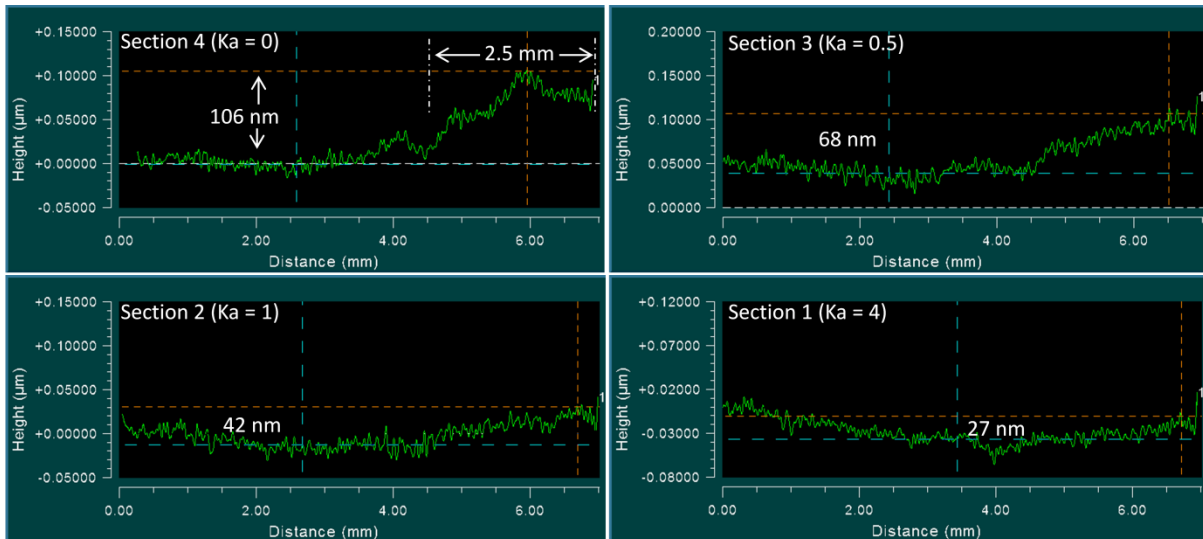 Section 4 (Ka = 0)
2.5 mm
106 nm
+0.15000
+0.10000
+0.05000
+0.00000
-0.05000
Height (µm)
1
0.00
2.00
4.00
6.00
Distance (mm)
Section 3 (Ka = 0.5)
68 nm
0.20000
0.15000
0.10000
0.05000
0.00000
Height (µm)
1
0.00
2.00
4.00
6.00
Distance (mm)
Section 2 (Ka = 1)
42 nm
+0.15000
+0.10000
+0.05000
+0.00000
-0.05000
Height (µm)
1
0.00
2.00
4.00
6.00
Distance (mm)
Section 1 (Ka = 4)
27 nm
+0.12000
+0.07000
+0.02000
-0.03000
-0.08000
Height (µm)
1
0.00
2.00
4.00
6.00
Distance (mm)